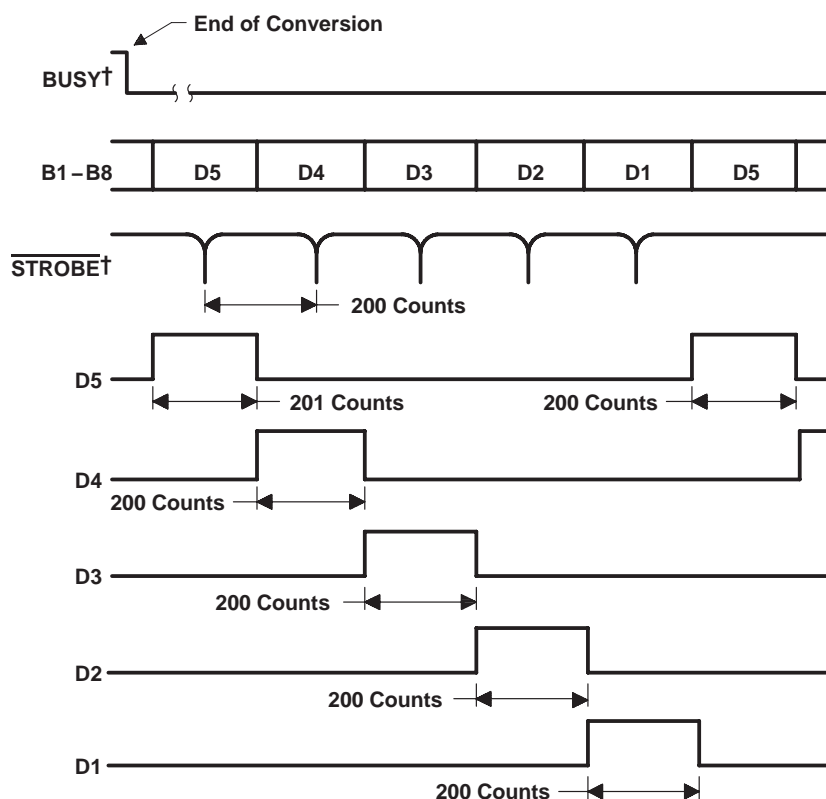 End of Conversion
BUSY†
B1–B8 D5 D4 D3 D2 D1 D5
STROBE†
200 Counts
D5
201 Counts 200 Counts
D4
200 Counts
D3
200 Counts
D2
200 Counts
D1
200 Counts